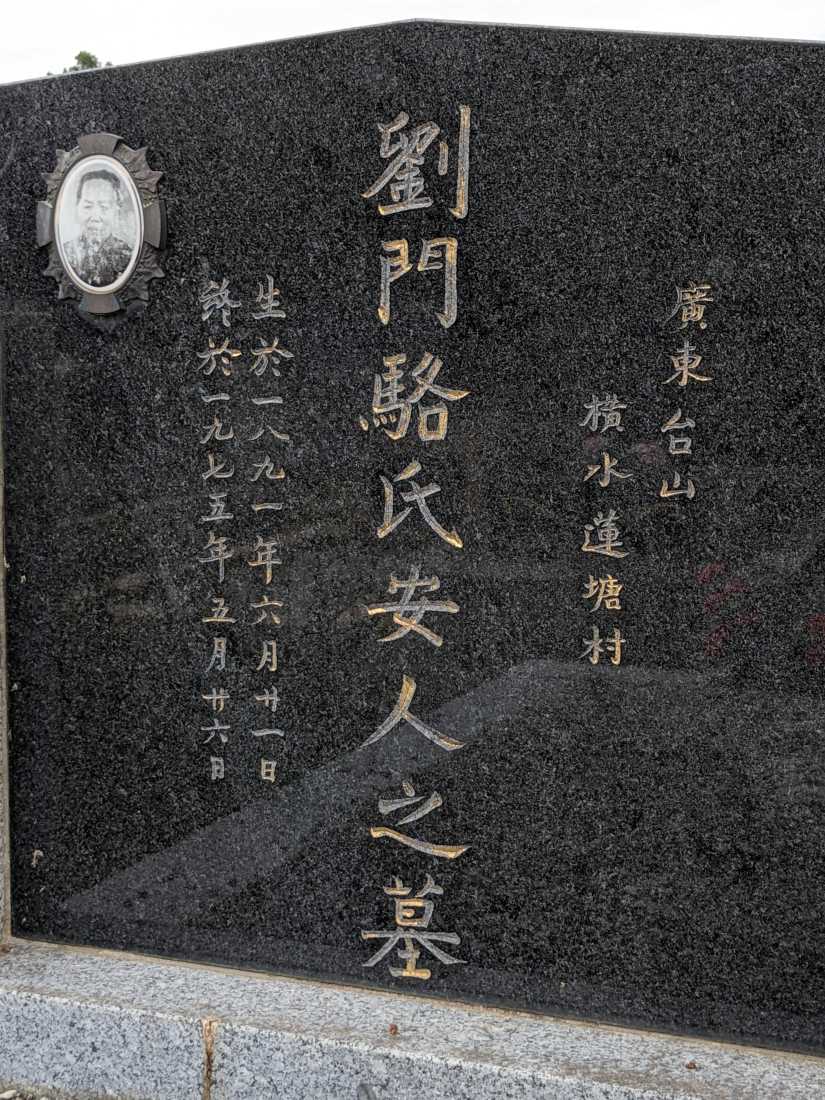 廣東台山
橫水蓮塘村
劉門駱氏安人之墓
生於一八九一年六月廿一日
終於一九七五年五月廿六日